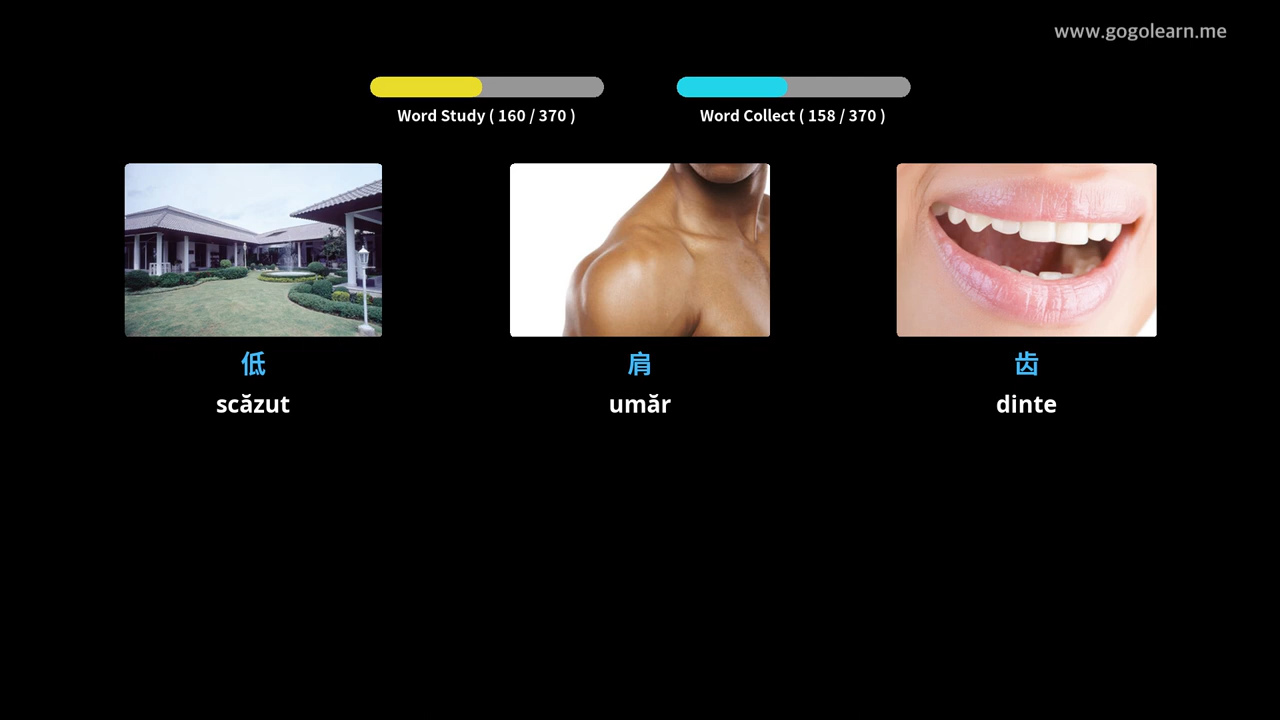 www.gogolearn.me
Word Study ( 160 / 370 )
Word Collect ( 158 / 370 )
低
scăzut
肩
umăr
齿
dinte